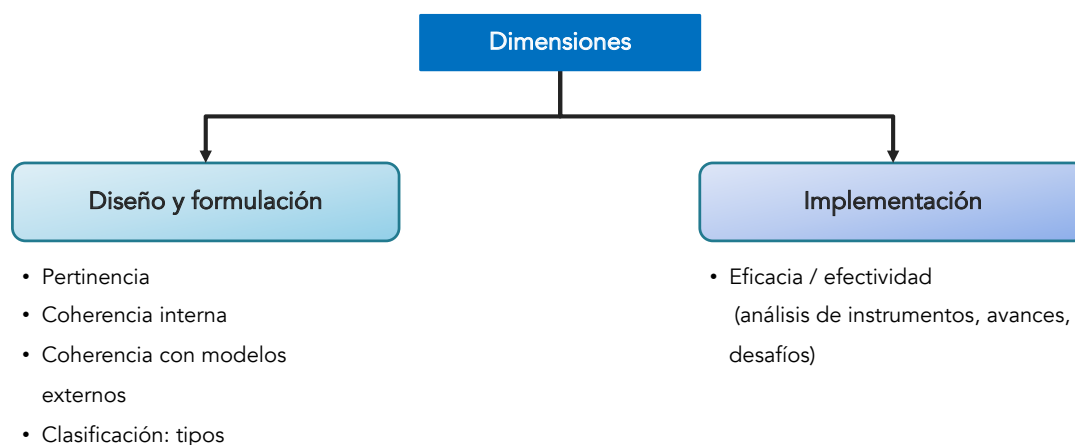 Dimensiones
Diseño y formulación
• Pertinencia
• Coherencia interna
• Coherencia con modelos
externos
• Clasificación: tipos
Implementación
• Eficacia / efectividad
(análisis de instrumentos, avances,
desafíos)